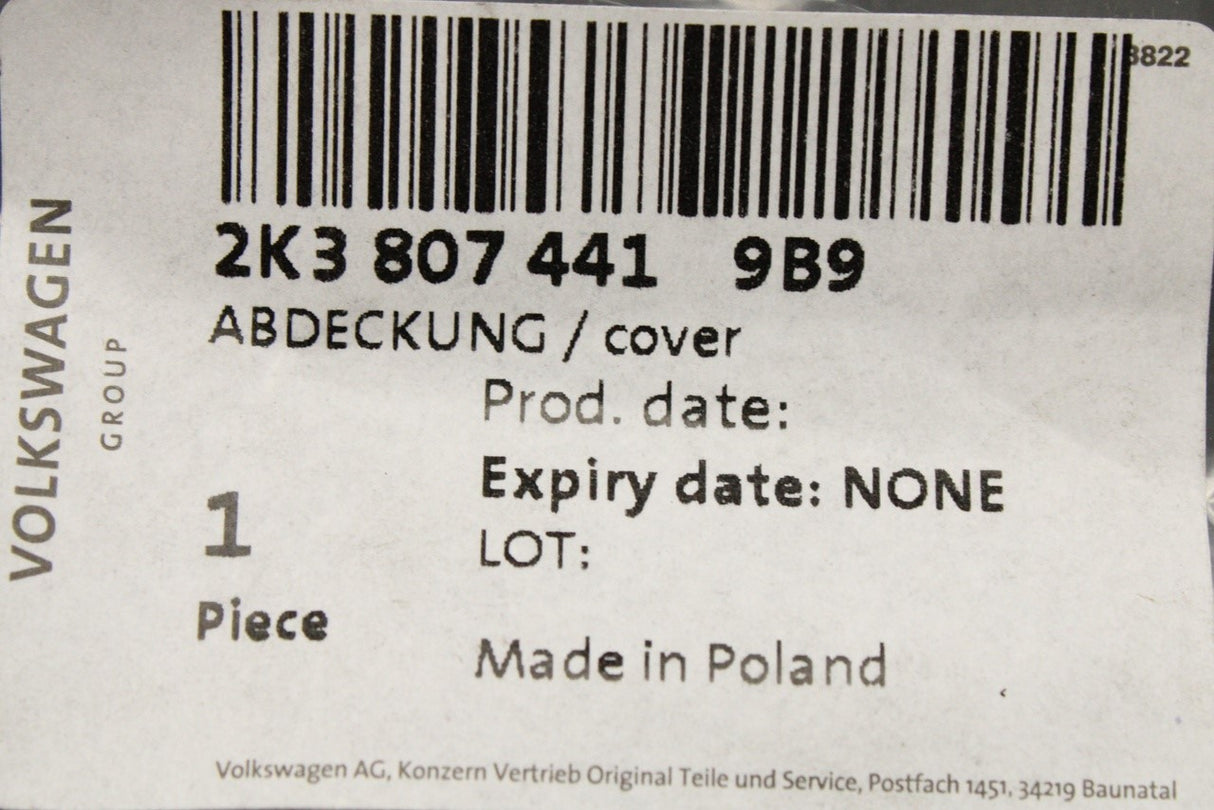 3822
2K3 807 441 9B9
ABDECKUNG / cover
Prod. date:
Expiry date: NONE
LOT:
1
Piece
Made in Poland
VOLKSWAGEN
GROUP
Volkswagen AG, Konzern Vertrieb Original Teile und Service, Postfach 1451, 34219 Baunatal